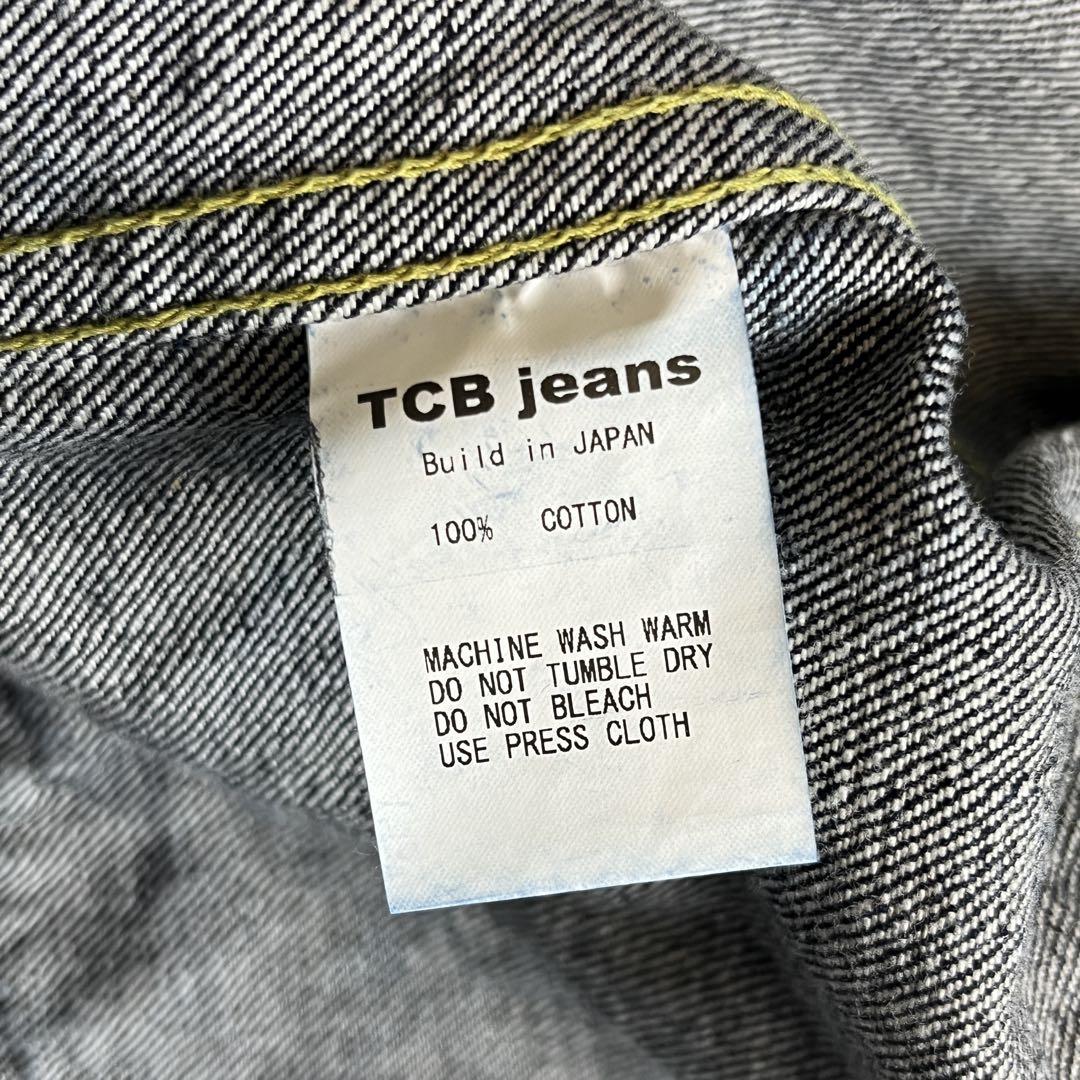 TCB jeans
Build in JAPAN
100% COTTON
MACHINE WASH WARM
DO NOT TUMBLE DRY
DO NOT BLEACH
USE PRESS CLOTH